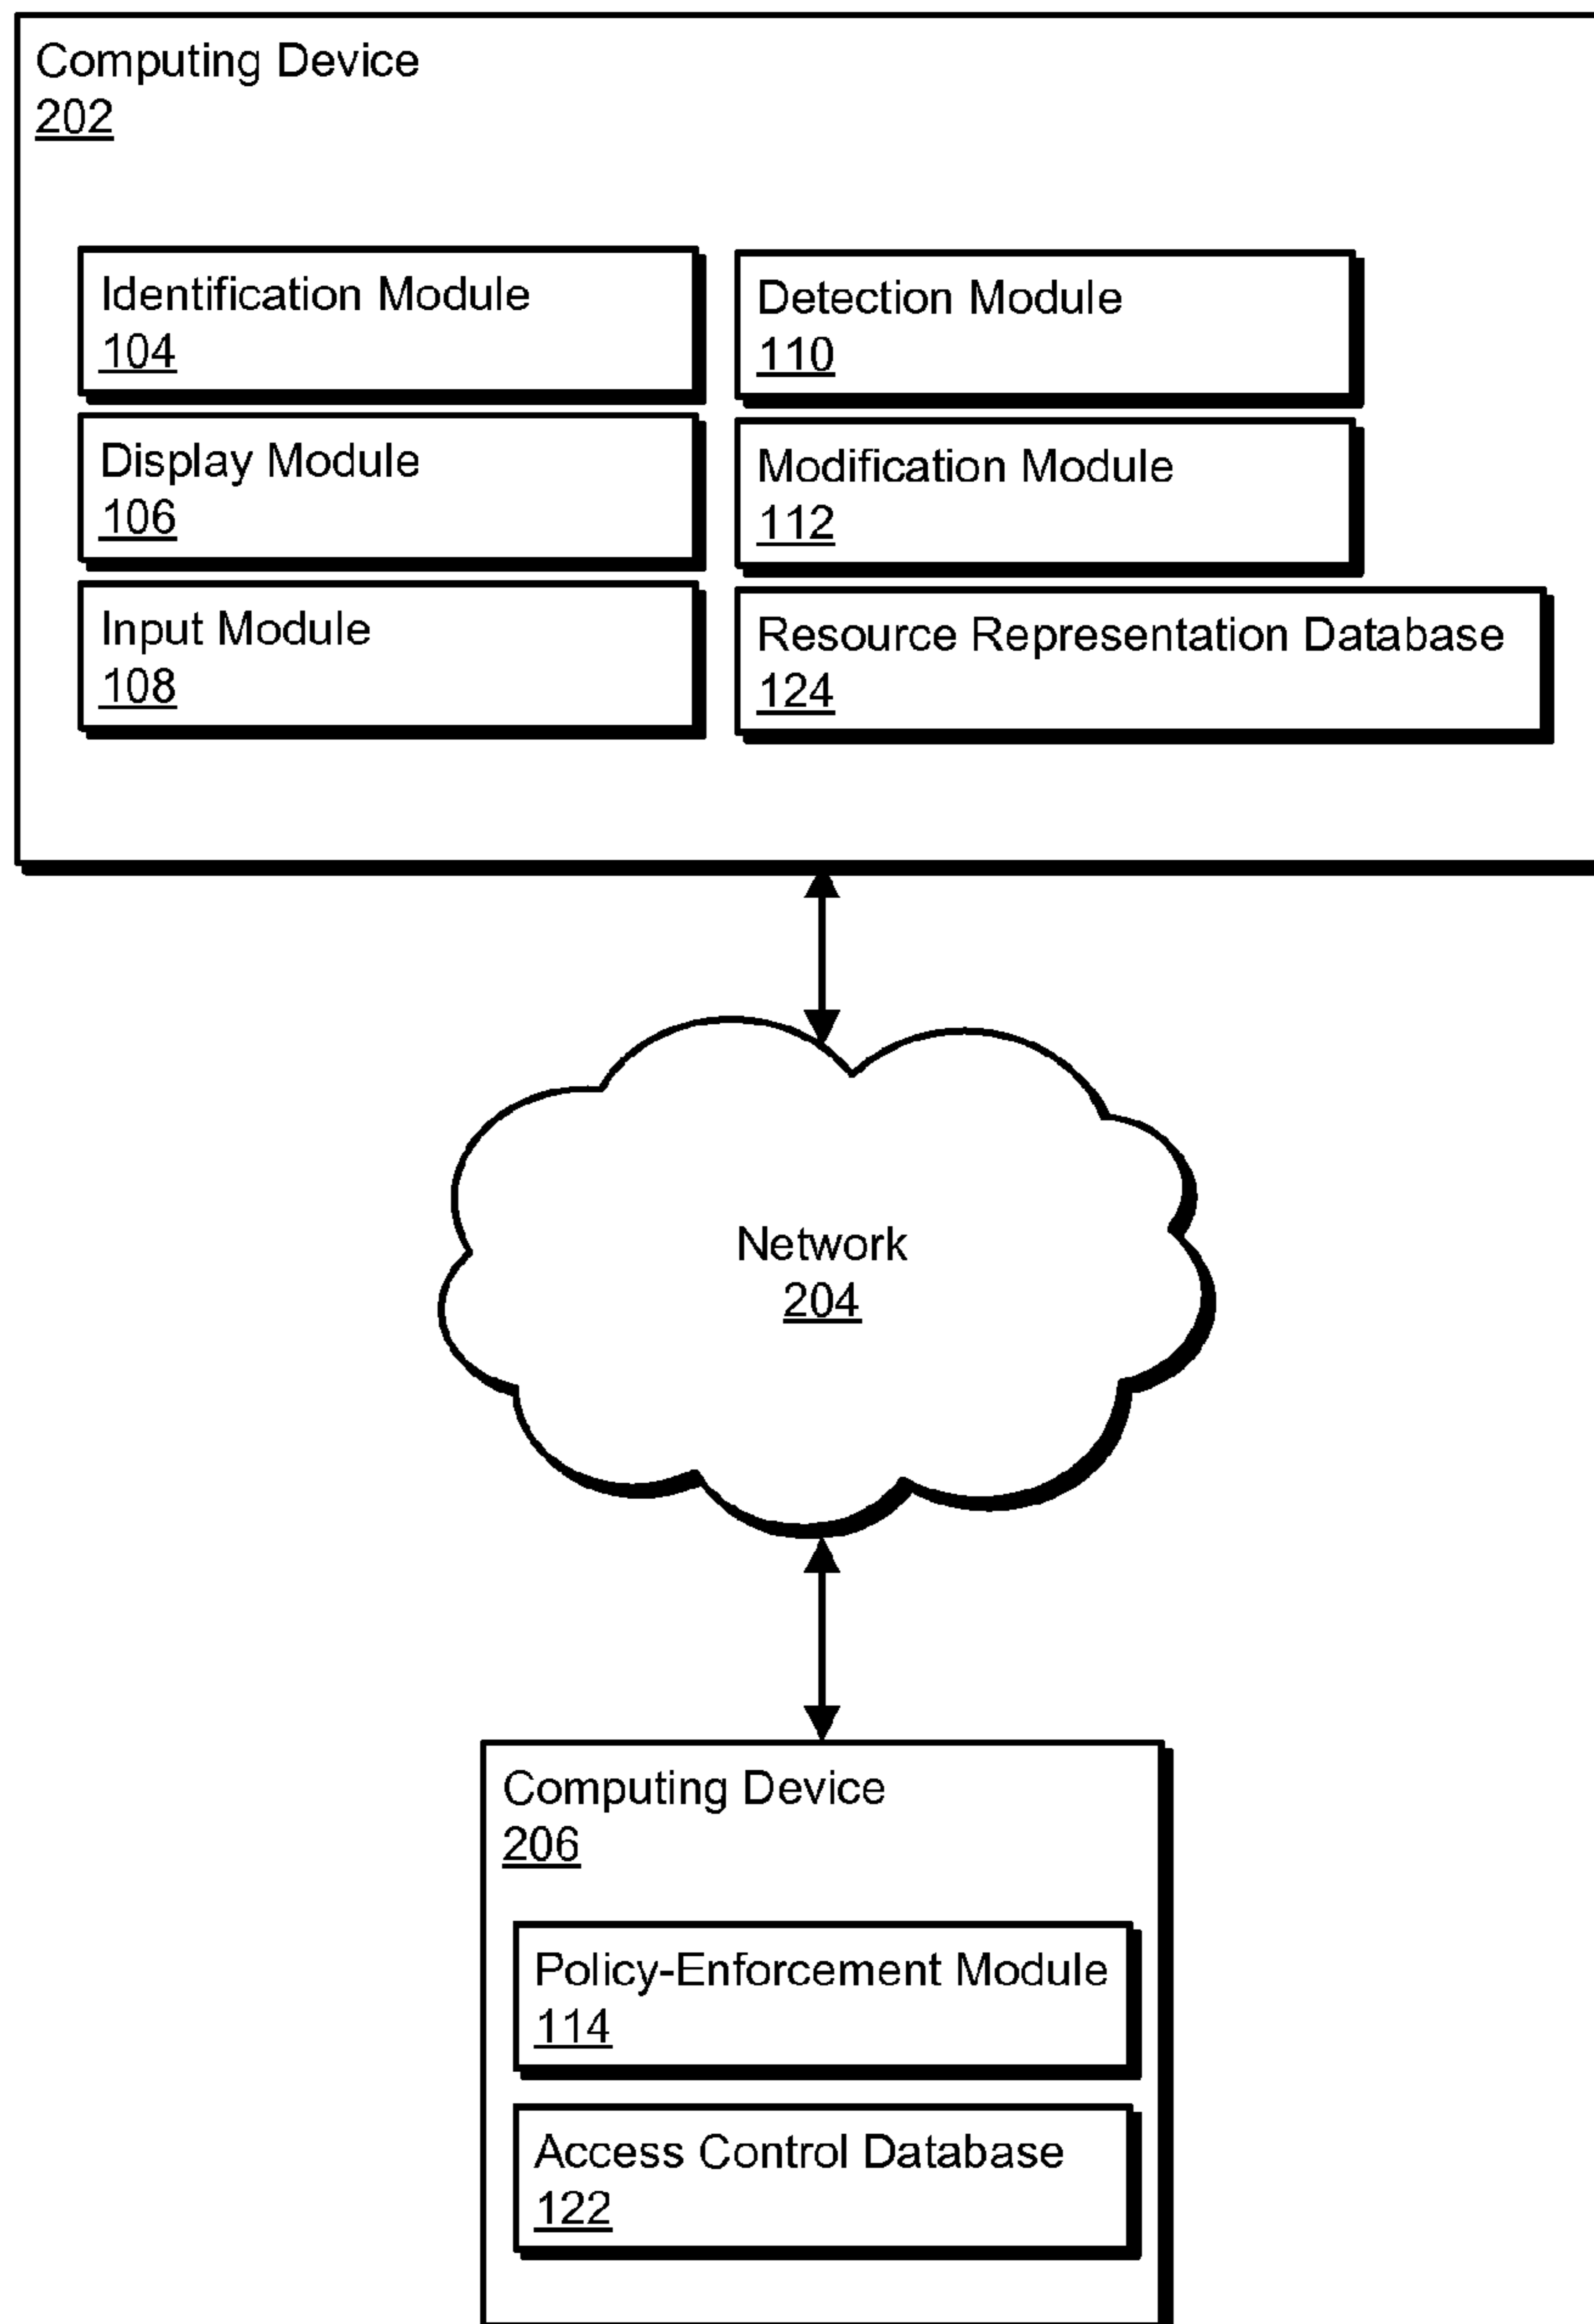 Computing Device
202
Identification Module
104
Detection Module
110
Display Module
106
Modification Module
112
Input Module
108
Resource Representation Database
124
Network
204
Computing Device
206
Policy-Enforcement Module
114
Access Control Database
122